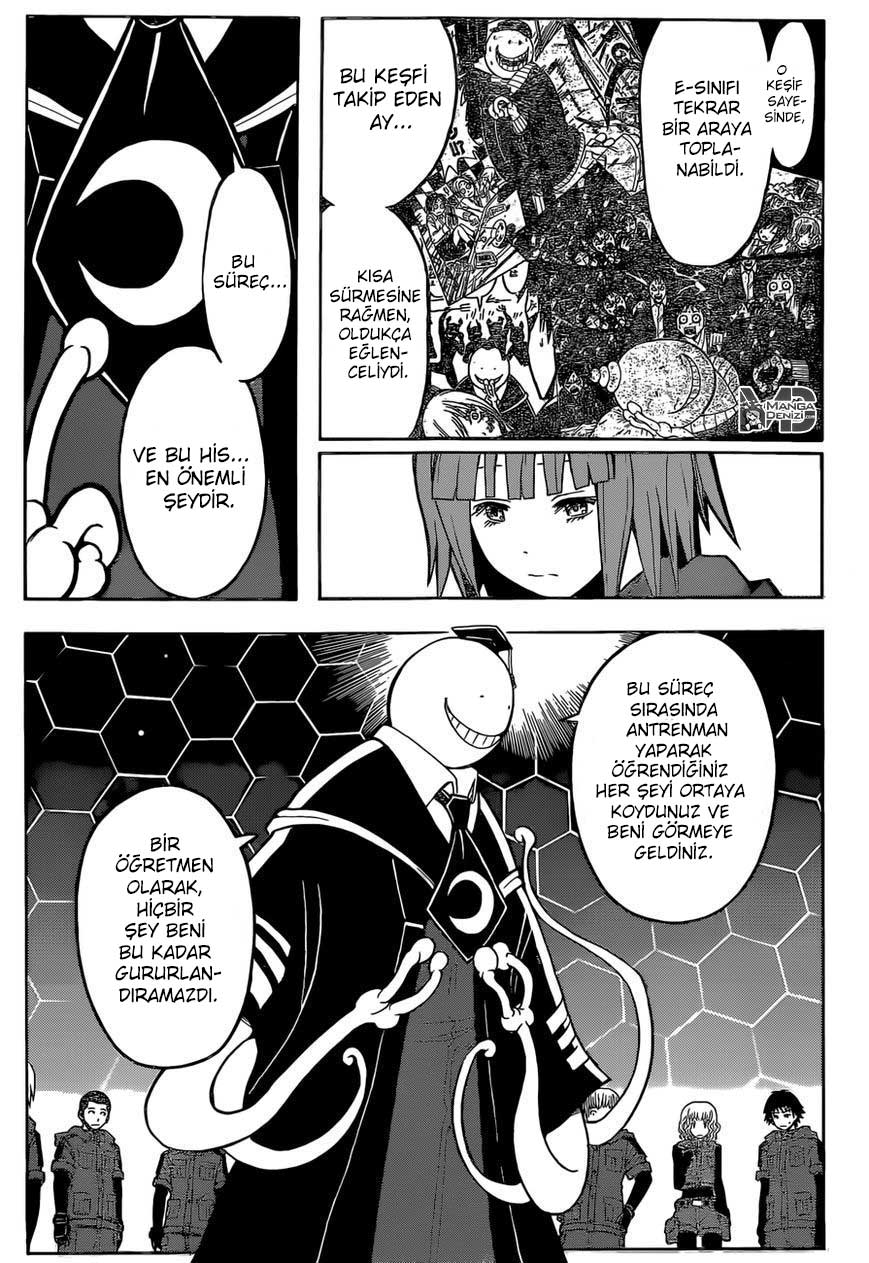 O
KEŞİF
SAYE-
SİNDE,
E-SINIFI
TEKRAR
BİR ARAYA
TOPLA-
NABİLDİ.
BU KEŞFİ
TAKİP EDEN
AY...
KISA
SÜRMESİNE
RAĞMEN,
OLDUKÇA
EĞLEN-
CELİYDİ.
MANGA
DENİZİ
BU
SÜREÇ...
VE BU HİS...
EN ÖNEMLİ
ŞEYDİR.
BU SÜREÇ
SIRASINDA
ANTRENMAN
YAPARAK
ÖĞRENDİĞİNİZ
HER ŞEYİ ORTAYA
KOYDUNUZ VE
BENİ GÖRMEYE
GELDİNİZ.
BİR
ÖĞRETMEN
OLARAK,
HİÇBİR
ŞEY BENİ
BU KADAR
GURURLAN-
DIRAMAZDI.